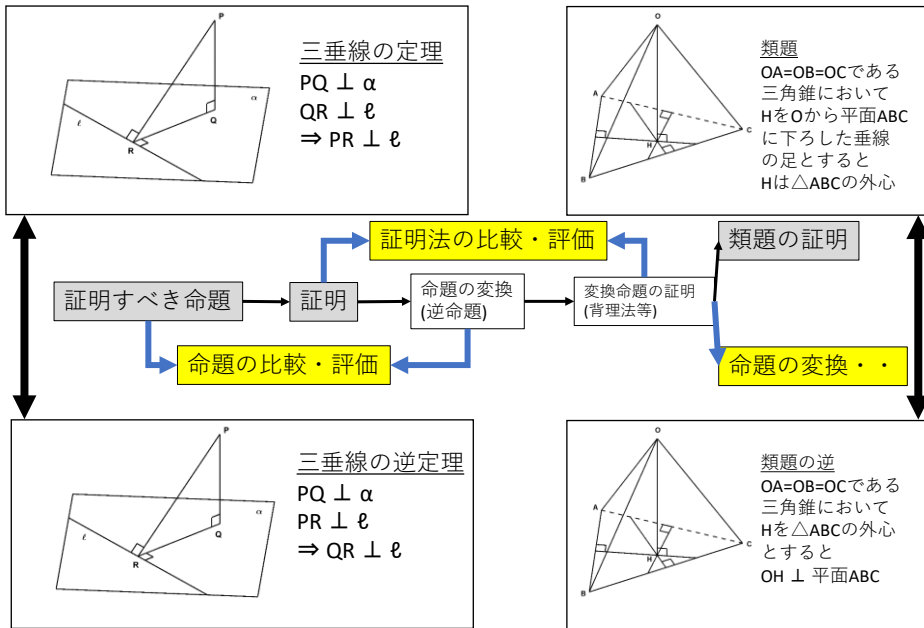 P
α
ℓ
Q
R
三垂線の定理
PQ ⊥ α
QR ⊥ ℓ
⇒ PR ⊥ ℓ
O
A
B
C
H
類題
OA=OB=OCである
三角錐において
HをOから平面ABC
に下ろした垂線
の足とすると
Hは△ABCの外心
証明法の比較・評価
類題の証明
証明すべき命題
証明
命題の変換
(逆命題)
変換命題の証明
(背理法等)
命題の比較・評価
命題の変換・・
P
α
ℓ
Q
R
三垂線の逆定理
PQ ⊥ α
PR ⊥ ℓ
⇒ QR ⊥ ℓ
O
A
B
C
H
類題の逆
OA=OB=OCである
三角錐において
Hを△ABCの外心
とすると
OH ⊥ 平面ABC